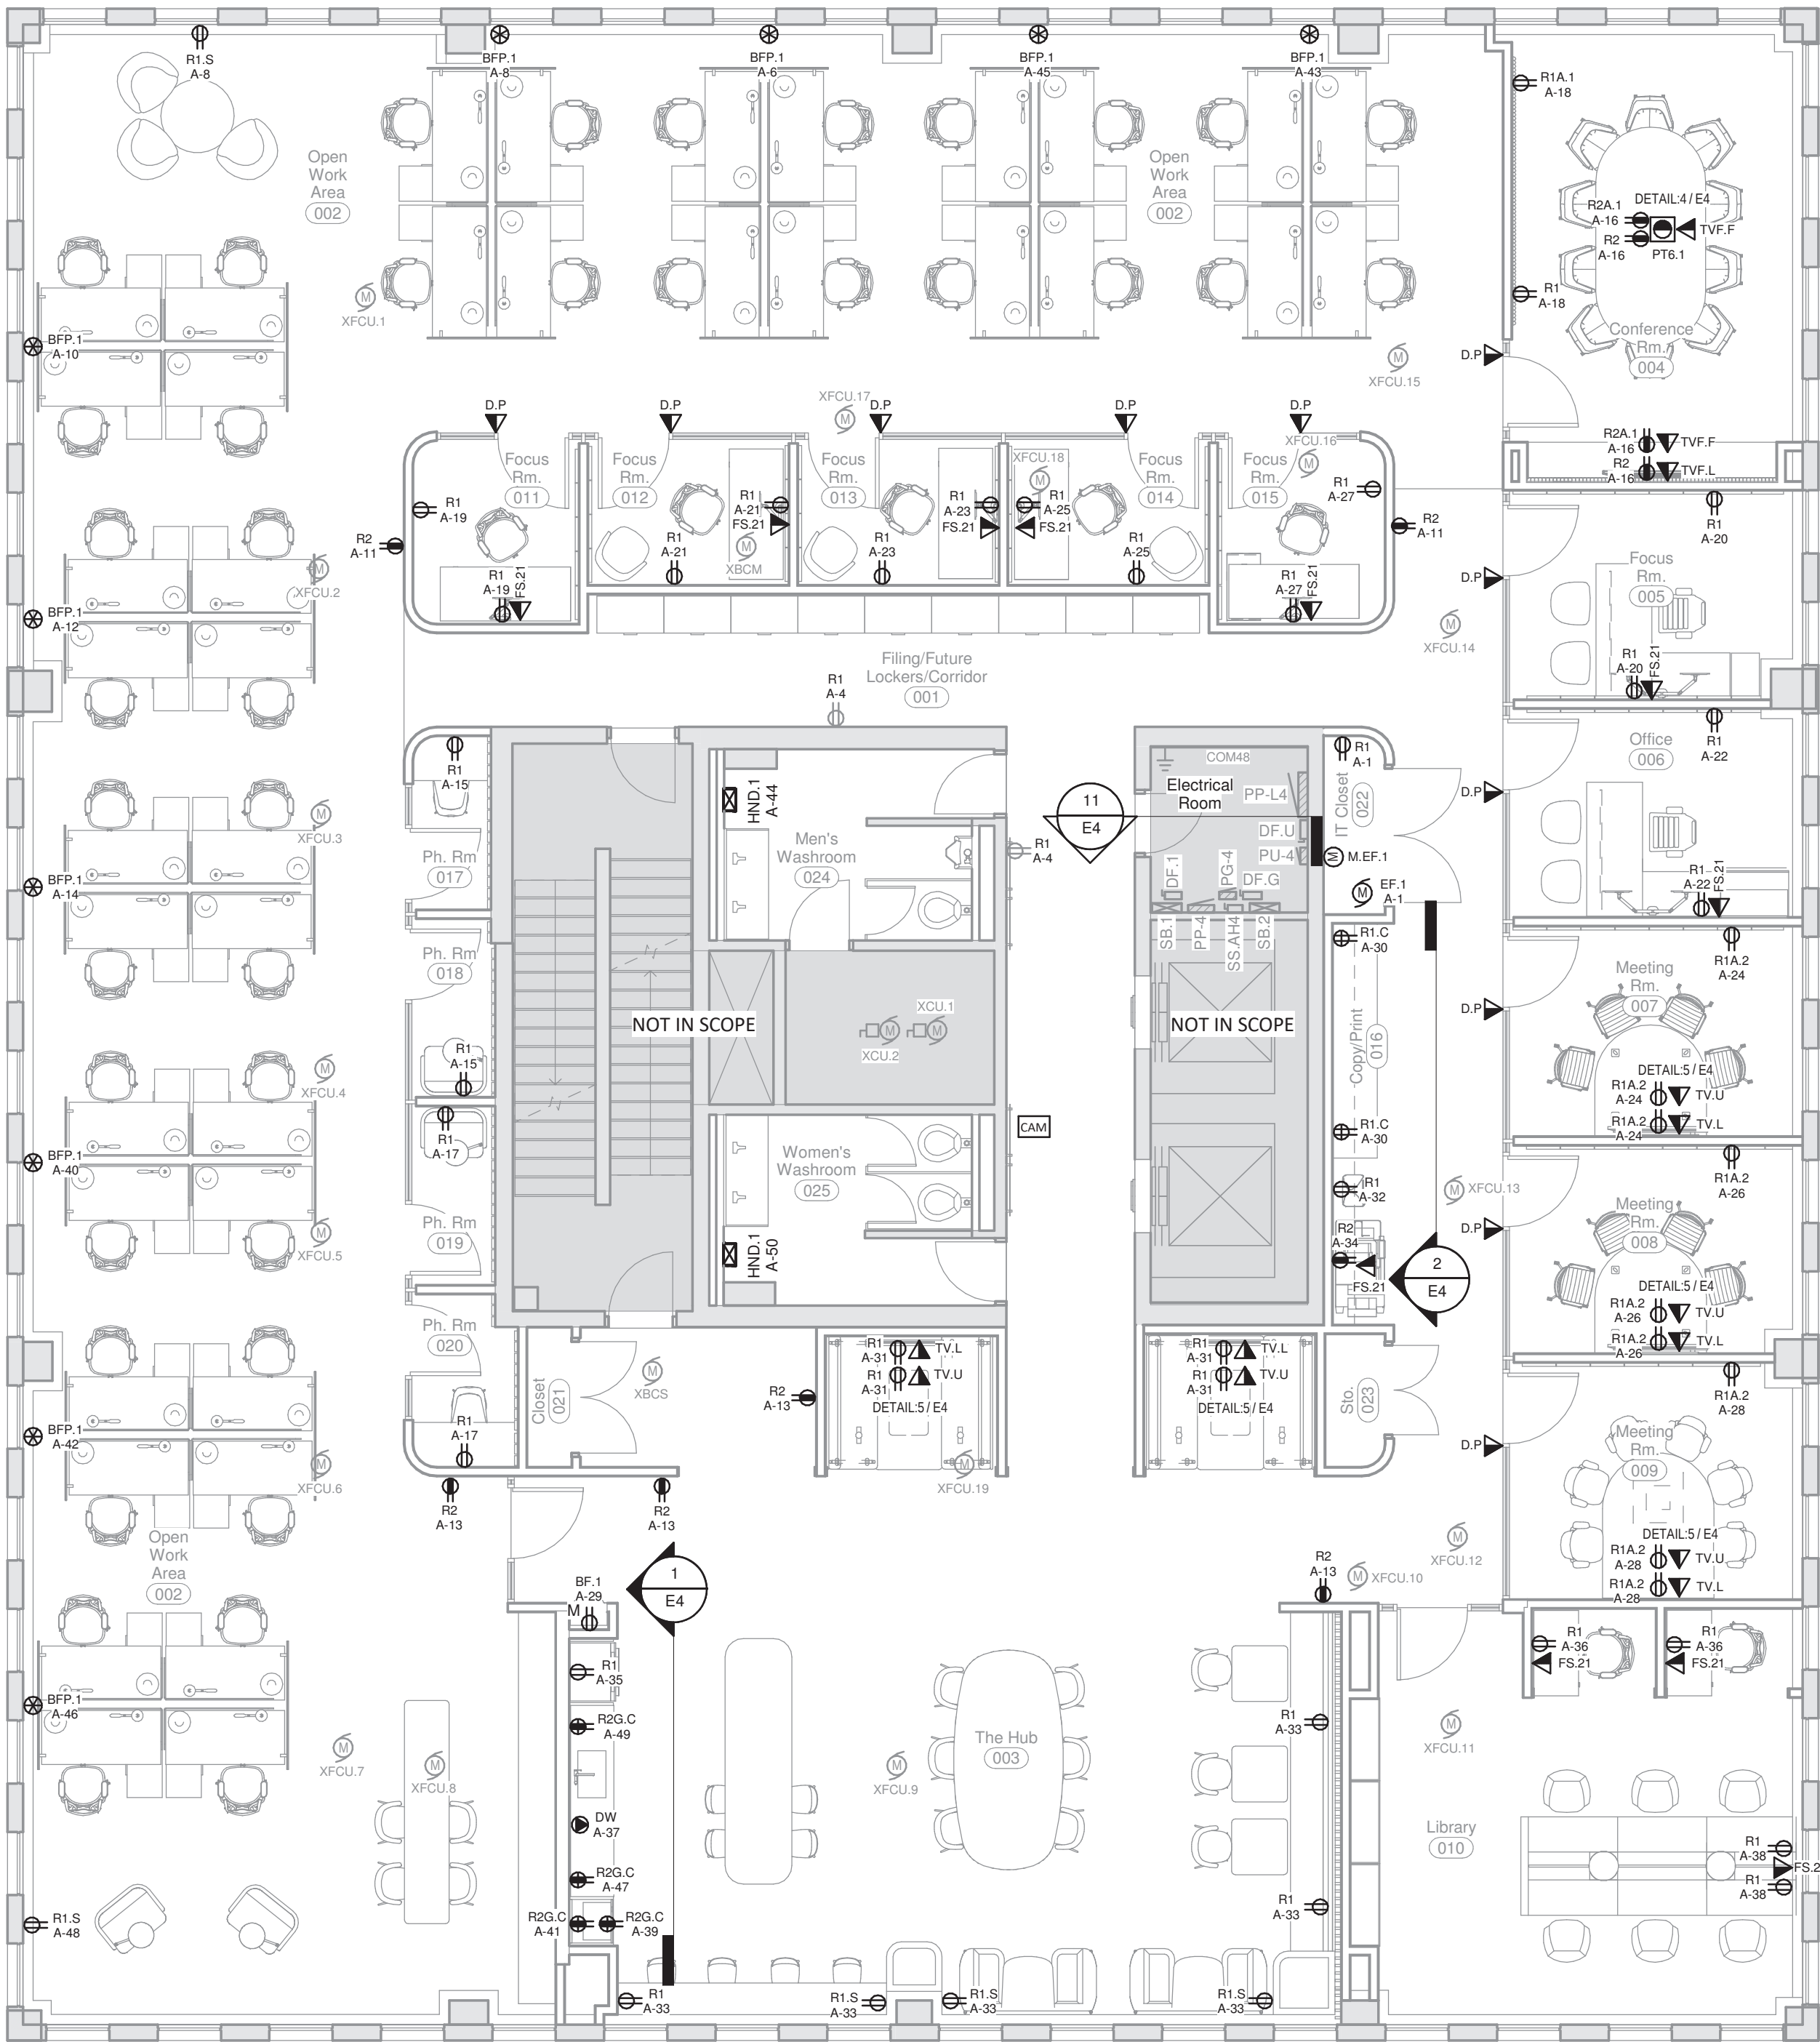 R1.S
A-8
BFP.1
A-8
BFP.1
A-6
BFP.1
A-45
BFP.1
A-43
R1A.1
A-18
Open
Work
Area
002
Open
Work
Area
002
DETAIL:4 / E4
R2A.1
A-16
R2
A-16
TVF.F
PT6.1
R1
A-18
M
XFCU.1
Conference
Rm.
004
BFP.1
A-10
D.P
M
XFCU.15
XFCU.17
M
D.P
D.P
D.P
D.P
D.P
XFCU.16
M
R2A.1
A-16
TVF.F
R2
A-16
TVF.L
Focus
Rm.
011
Focus
Rm.
012
Focus
Rm.
013
XFCU.18
M
Focus
Rm.
014
Focus
Rm.
015
R1
A-19
R1
A-21
FS.21
R1
A-23
FS.21
R1
A-25
FS.21
R1
A-27
R1
A-20
R2
A-11
R2
A-11
R1
A-21
M
XBCM
R1
A-23
R1
A-25
Focus
Rm.
005
D.P
M
XFCU.2
R1
A-19
FS.21
R1
A-27
FS.21
BFP.1
A-12
M
XFCU.14
Filing/Future
Lockers/Corridor
001
R1
A-20
FS.21
R1
A-4
R1
A-22
R1
A-15
COM48
Electrical
Room
PP-L4
R1
A-1
IT Closet
022
Office
006
D.P
HND.1
A-44
11
E4
M
XFCU.3
Men's
Washroom
024
DF.U
PU-4
M
M.EF.1
R1
A-4
Ph. Rm
017
BFP.1
A-14
DF.1
PG-4
DF.G
M
EF.1
A-1
R1
A-22
FS.21
SB.1
PP-4
SS.AH4
SB.2
R1.C
A-30
R1A.2
A-24
Ph. Rm
018
Meeting
Rm.
007
D.P
NOT IN SCOPE
XCU.1
M
M
XCU.2
NOT IN SCOPE
Copy/Print
016
M
XFCU.4
R1
A-15
DETAIL:5 / E4
R1A.2
A-24
TV.U
R1A.2
A-24
TV.L
CAM
R1.C
A-30
R1
A-17
BFP.1
A-40
Women's
Washroom
025
R1A.2
A-26
R1
A-32
M
XFCU.13
M
XFCU.5
Ph. Rm
019
HND.1
A-50
R2
A-34
FS.21
2
E4
Meeting
Rm.
008
D.P
DETAIL:5 / E4
R1A.2
A-26
TV.U
R1A.2
A-26
TV.L
Ph. Rm
020
R1
A-31
TV.L
R1
A-31
TV.U
DETAIL:5 / E4
R1
A-31
TV.L
R1
A-31
TV.U
DETAIL:5 / E4
M
XBCS
Closet
021
R2
A-13
Sto.
023
R1A.2
A-28
BFP.1
A-42
R1
A-17
D.P
Meeting
Rm.
009
M
XFCU.6
M
XFCU.19
R2
A-13
R2
A-13
Open
Work
Area
002
M
XFCU.12
DETAIL:5 / E4
R1A.2
A-28
TV.U
R1A.2
A-28
TV.L
BF.1
A-29
M
1
E4
R2
A-13
M
XFCU.10
R1
A-36
FS.21
R1
A-36
FS.21
R1
A-35
BFP.1
A-46
R2G.C
A-49
R1
A-33
M
XFCU.11
M
XFCU.7
M
XFCU.8
The Hub
003
M
XFCU.9
DW
A-37
Library
010
R1
A-38
FS.2
R1
A-38
R2G.C
A-47
R1
A-33
R1.S
A-48
R2G.C
A-41
R2G.C
A-39
R1
A-33
R1.S
A-33
R1.S
A-33
R1.S
A-33